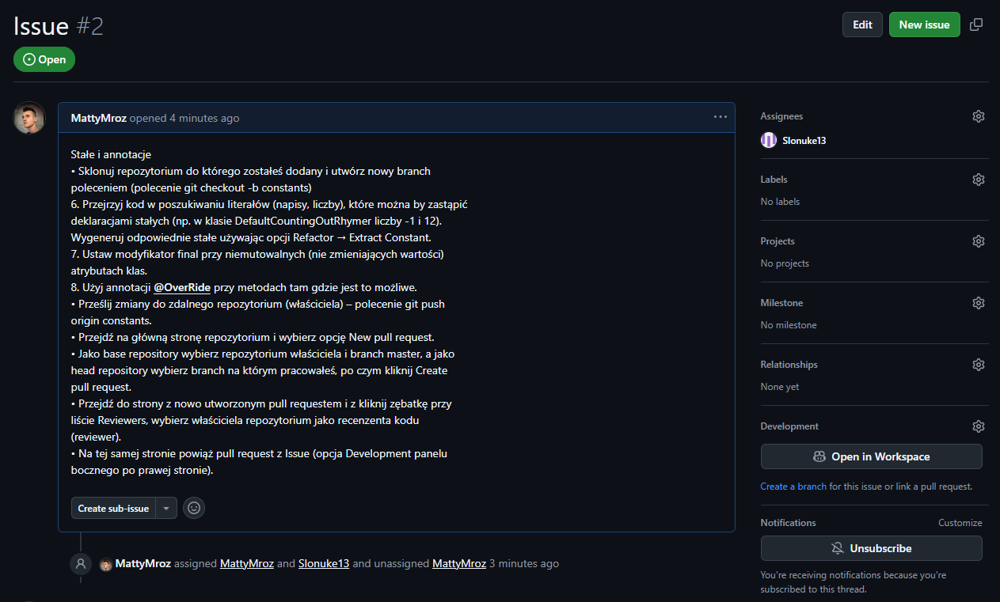 Issue #2
Edit
New issue
Open
MattyMroz opened 4 minutes ago
Stałe i annotacje
• Sklonuj repozytorium do którego zostałeś dodany i utwórz nowy branch
poleceniem (polecenie git checkout -b constants)
6. Przejrzyj kod w poszukiwaniu literałów (napisy, liczby), które można by zastąpić
deklaracjami stałych (np. w klasie DefaultCountingOutRhymer liczby -1 i 12).
Wygeneruj odpowiednie stałe używając opcji Refactor → Extract Constant.
7. Ustaw modyfikator final przy niemutowalnych (nie zmieniających wartości)
atrybutach klas.
8. Użyj annotacji @OverRide przy metodach tam gdzie jest to możliwe.
• Prześlij zmiany do zdalnego repozytorium (właściciela) – polecenie git push
origin constants.
• Przejdź na główną stronę repozytorium i wybierz opcję New pull request.
• Jako base repository wybierz repozytorium właściciela i branch master, a jako
head repository wybierz branch na którym pracowałeś, po czym kliknij Create
pull request.
• Przejdź do strony z nowo utworzonym pull requestem i z kliknij zębatkę przy
liście Reviewers, wybierz właściciela repozytorium jako recenzenta kodu
(reviewer).
• Na tej samej stronie powiąż pull request z Issue (opcja Development panelu
bocznego po prawej stronie).
Create sub-issue
MattyMroz assigned MattyMroz and Slonuke13 and unassigned MattyMroz 3 minutes ago
Assignees
Slonuke13
Labels
No labels
Projects
No projects
Milestone
No milestone
Relationships
None yet
Development
Open in Workspace
Create a branch for this issue or link a pull request.
Notifications
Customize
Unsubscribe
You're receiving notifications because you're
subscribed to this thread.